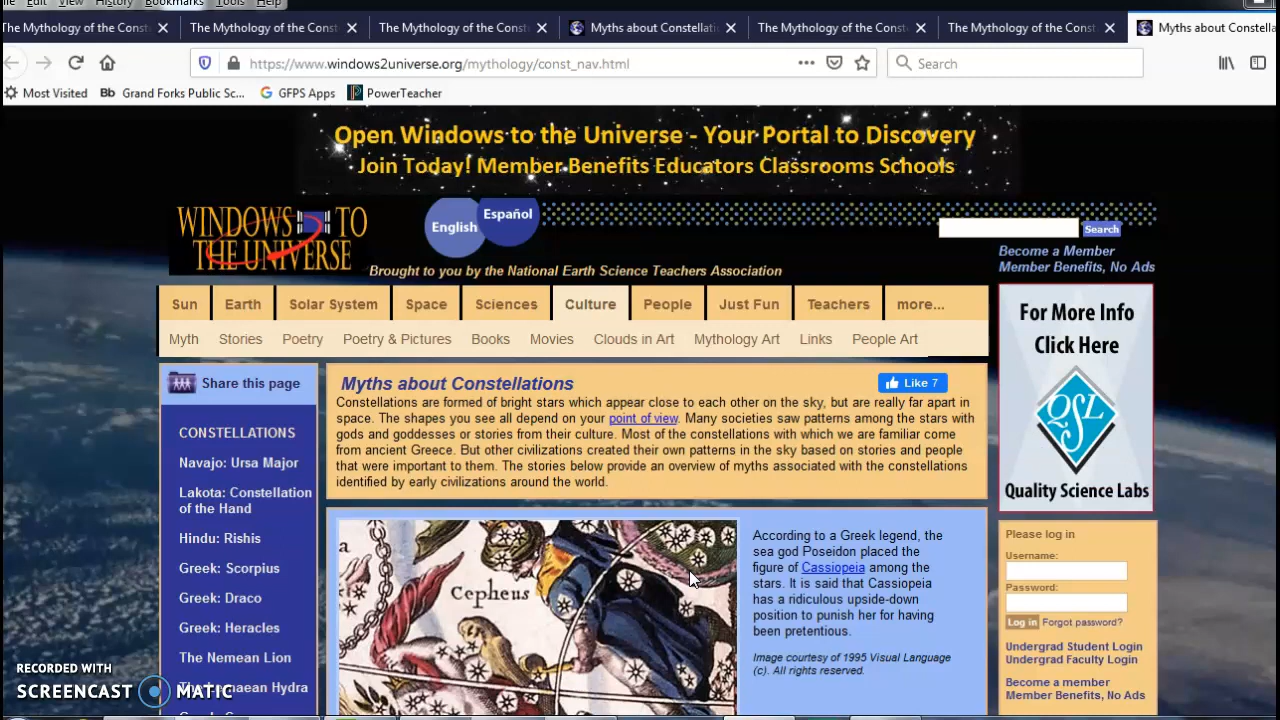 File Edit View History Bookmarks Tools Help
The Mythology of the Const
The Mythology of the Const
The Mythology of the Const
Myths about Constellati
The Mythology of the Const
The Mythology of the Const
Myths about Constella
https://www.windows2universe.org/mythology/const_nav.html
Search
Most Visited
Bb Grand Forks Public Sc...
G GFPS Apps
PowerTeacher
Open Windows to the Universe - Your Portal to Discovery
Join Today! Member Benefits Educators Classrooms Schools
WINDOWS TO
THE UNIVERSE
English
Español
Brought to you by the National Earth Science Teachers Association
Search
Become a Member
Member Benefits, No Ads
Sun Earth Solar System Space Sciences Culture People Just Fun Teachers more...
Myth Stories Poetry Poetry & Pictures Books Movies Clouds in Art Mythology Art Links People Art
Share this page
CONSTELLATIONS
Navajo: Ursa Major
Lakota: Constellation
of the Hand
Hindu: Rishis
Greek: Scorpius
Greek: Draco
Greek: Heracles
The Nemean Lion
The Lernaean Hydra
Myths about Constellations
Like 7
Constellations are formed of bright stars which appear close to each other on the sky, but are really far apart in
space. The shapes you see all depend on your point of view. Many societies saw patterns among the stars with
gods and goddesses or stories from their culture. Most of the constellations with which we are familiar come
from ancient Greece. But other civilizations created their own patterns in the sky based on stories and people
that were important to them. The stories below provide an overview of myths associated with the constellations
identified by early civilizations around the world.
a
Cepheus
According to a Greek legend, the
sea god Poseidon placed the
figure of Cassiopeia among the
stars. It is said that Cassiopeia
has a ridiculous upside-down
position to punish her for having
been pretentious.
Image courtesy of 1995 Visual Language
(c). All rights reserved.
For More Info
Click Here
QSL
Quality Science Labs
Please log in
Username:
Password:
Log in Forgot password?
Undergrad Student Login
Undergrad Faculty Login
Become a member
Member Benefits, No Ads
RECORDED WITH
SCREENCAST MATIC